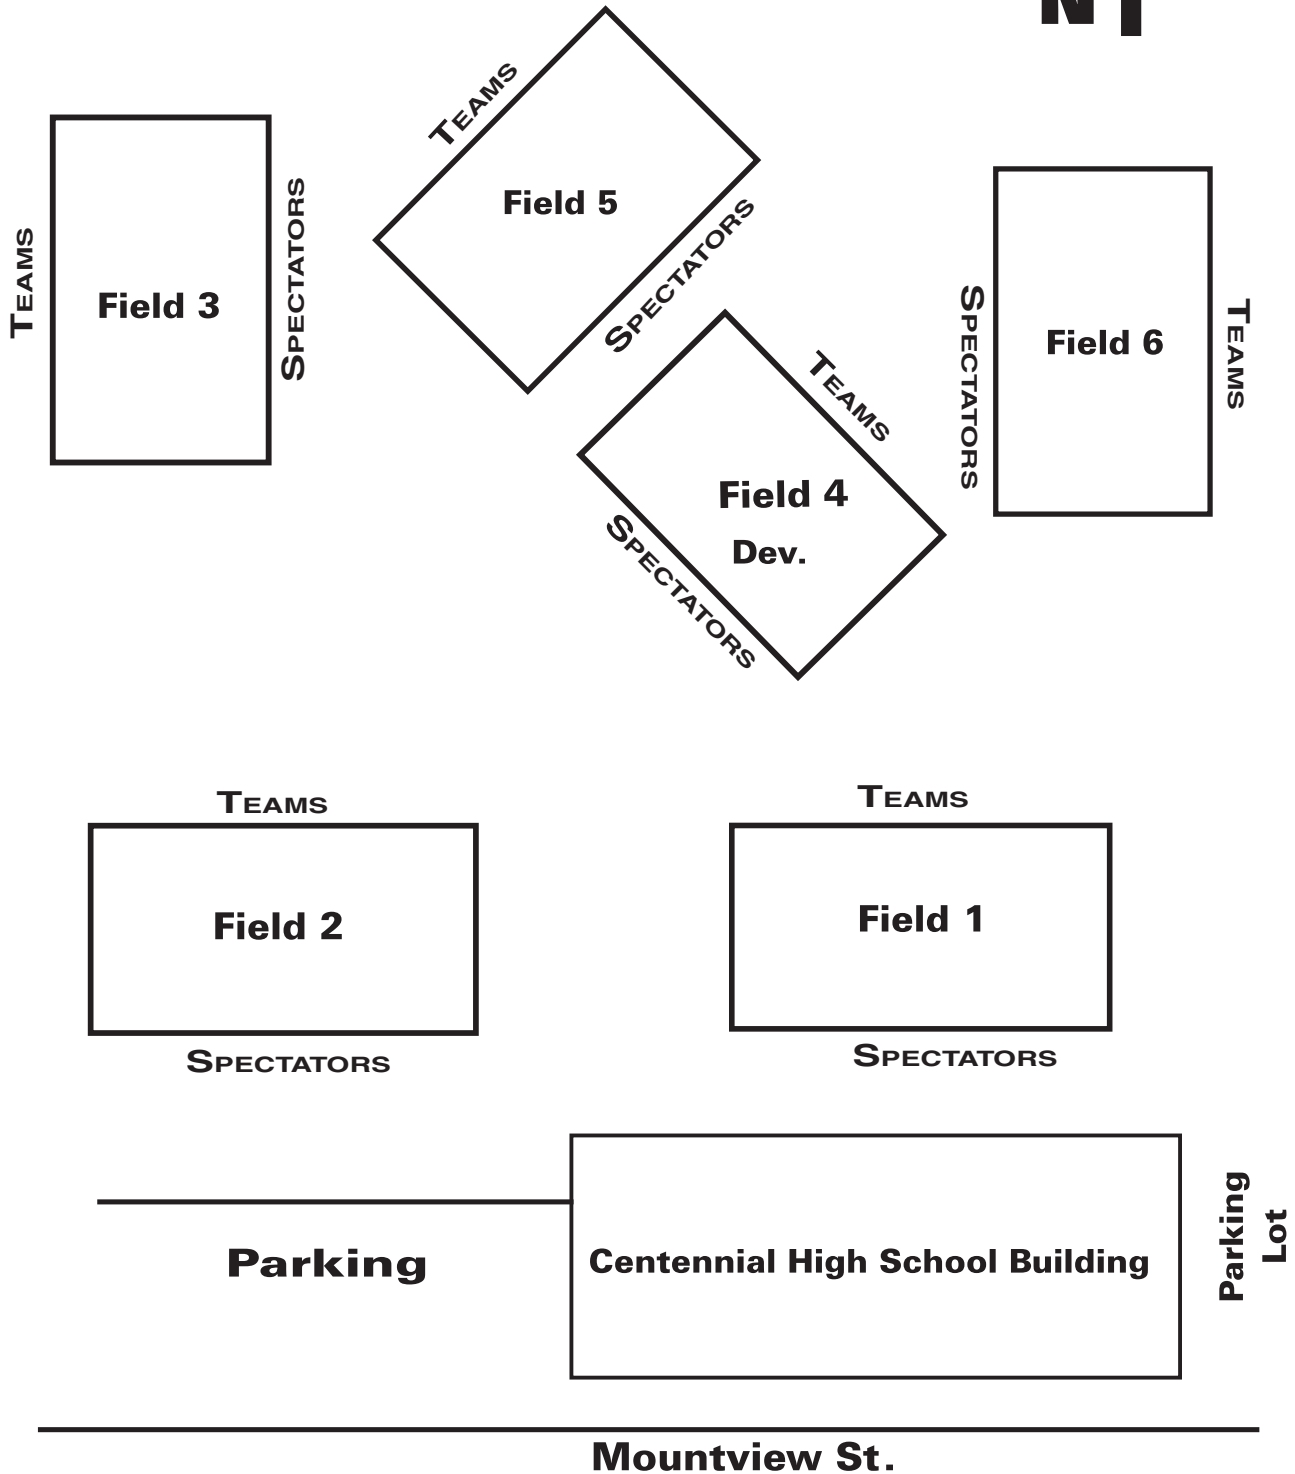 N
TEAMS
Field 5
SPECTATORS
TEAMS
Field 3
SPECTATORS
SPECTATORS
Field 6
TEAMS
TEAMS
Field 4
Dev.
SPECTATORS
TEAMS
Field 2
SPECTATORS
TEAMS
Field 1
SPECTATORS
Parking
Centennial High School Building
Parking
Lot
Mountview St.